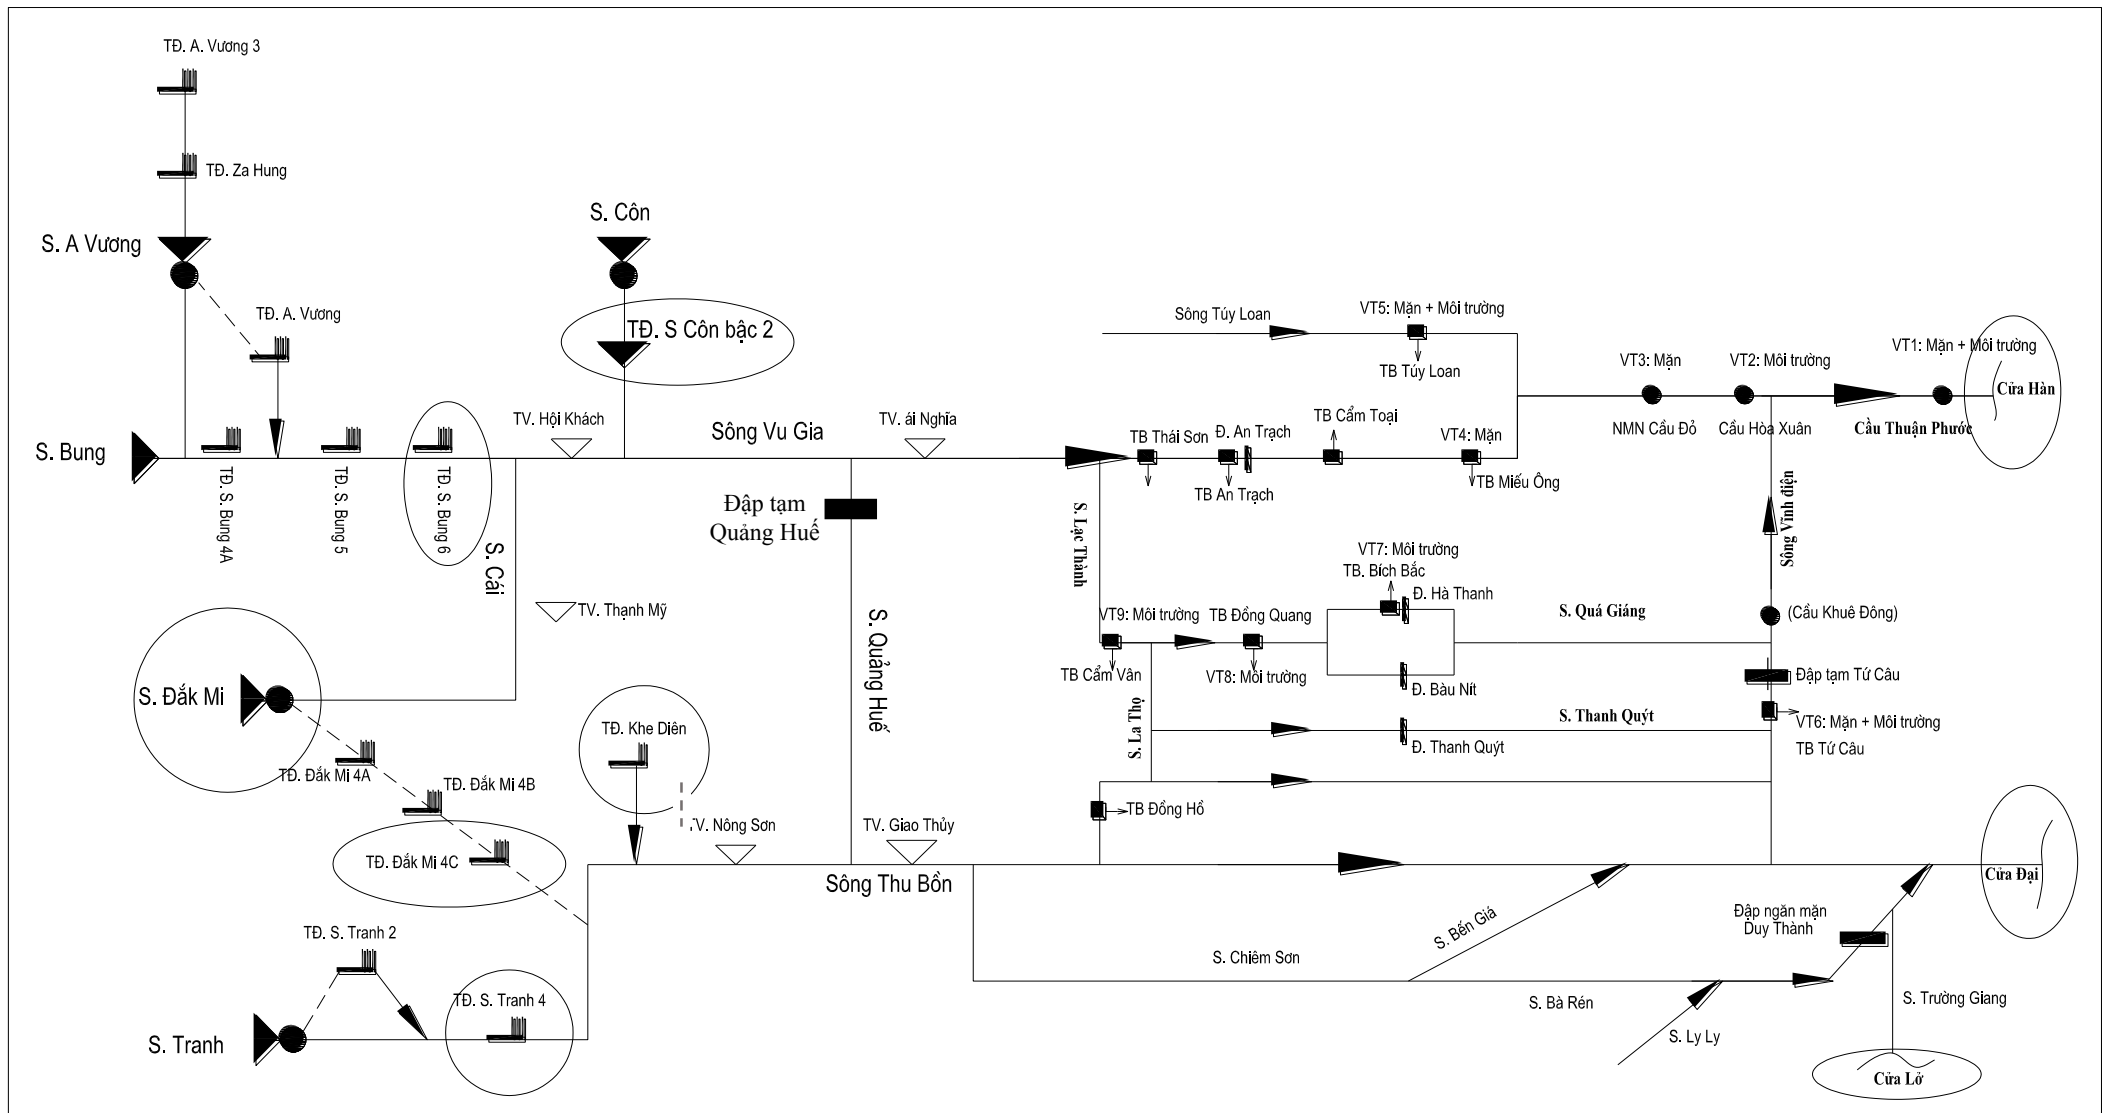 TĐ. A. Vương 3
TĐ. Za Hung
S. Côn
S. A Vương
TĐ. A. Vương
TĐ. S Côn bậc 2
Sông Túy Loan
VT5: Mặn + Môi trường
TB Túy Loan
VT3: Mặn
VT2: Môi trường
VT1: Mặn + Môi trường
Cửa Hàn
NMN Cầu Đỏ
Cầu Hòa Xuân
Cầu Thuận Phước
TV. Hội Khách
Sông Vu Gia
TV. ái Nghĩa
TB Thái Sơn
Đ. An Trạch
TB Cẩm Toại
VT4: Mặn
TB An Trạch
TB Miếu Ông
S. Bung
TĐ. S. Bung 4A
TĐ. S. Bung 5
TĐ. S. Bung 6
S. Cái
Đập tạm
Quảng Huế
S. Lạc Thành
Sông Vĩnh điện
VT7: Môi trường
TB. Bích Bắc
Đ. Hà Thanh
S. Quá Giáng
(Cầu Khuê Đông)
TV. Thạnh Mỹ
S. Quảng Huế
VT9: Môi trường
TB Đồng Quang
TB Cẩm Vân
VT8: Môi trường
Đ. Bàu Nít
Đập tạm Tứ Câu
S. Đắk Mi
TĐ. Khe Diên
S. La Thọ
S. Thanh Quýt
Đ. Thanh Quýt
VT6: Mặn + Môi trường
TB Tứ Câu
TĐ. Đắk Mi 4A
TĐ. Đắk Mi 4B
TB Đồng Hồ
TV. Nông Sơn
TV. Giao Thủy
TĐ. Đắk Mi 4C
Sông Thu Bồn
Cửa Đại
S. Bến Giá
Đập ngăn mặn
Duy Thành
TĐ. S. Tranh 2
S. Chiêm Sơn
TĐ. S. Tranh 4
S. Bà Rén
S. Trường Giang
S. Tranh
S. Ly Ly
Cửa Lở